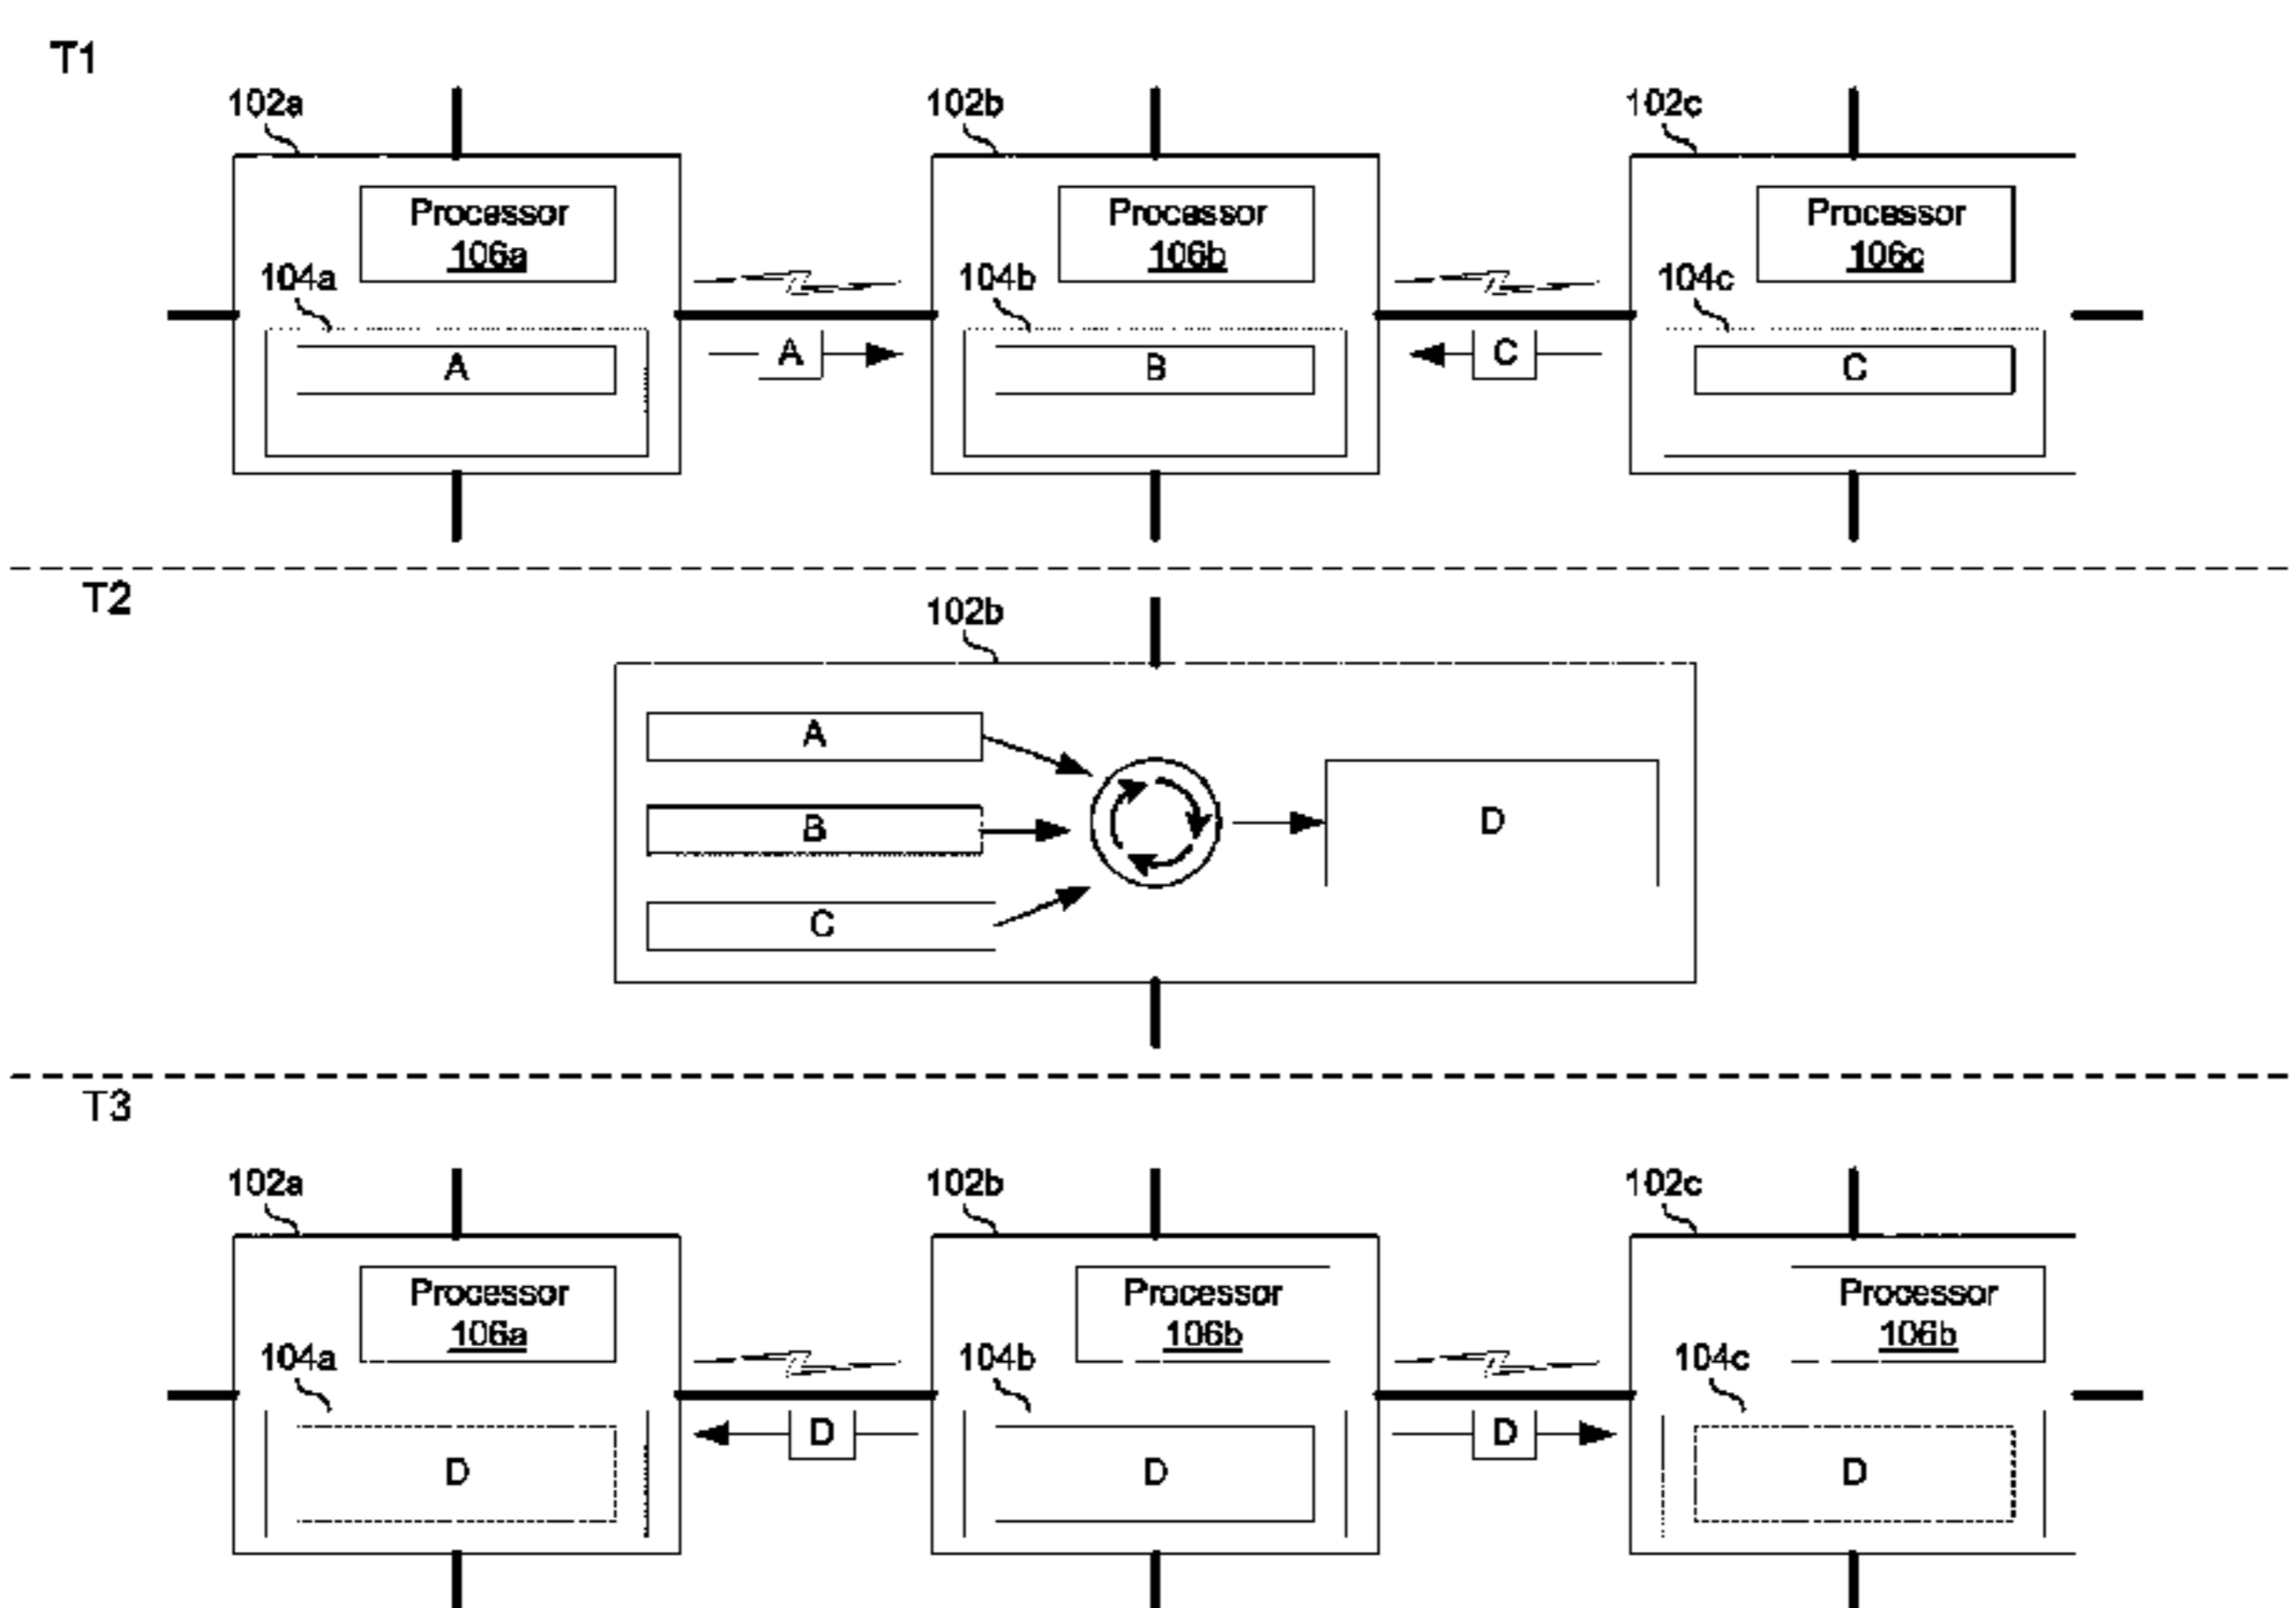 T1
102a
102b
102c
Processor
106a
Processor
106b
Processor
106c
104a
104b
104c
A
A
B
C
C
T2
102b
A
B
C
D
T3
102a
102b
102c
Processor
106a
Processor
106b
Processor
106b
104a
104b
104c
D
D
D
D
D